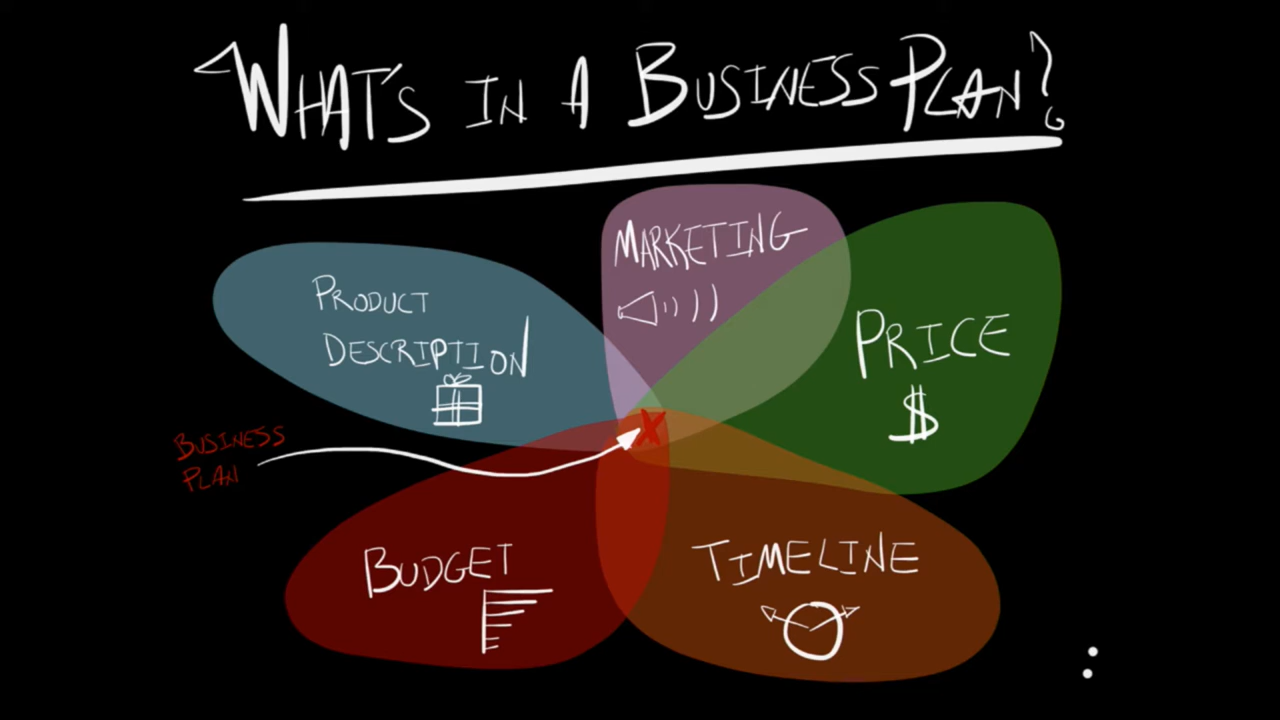 WHAT'S IN A BUSINESS PLAN?
MARKETING
PRODUCT
DESCRIPTION
PRICE
$
BUSINESS
PLAN
X
BUDGET
TIMELINE